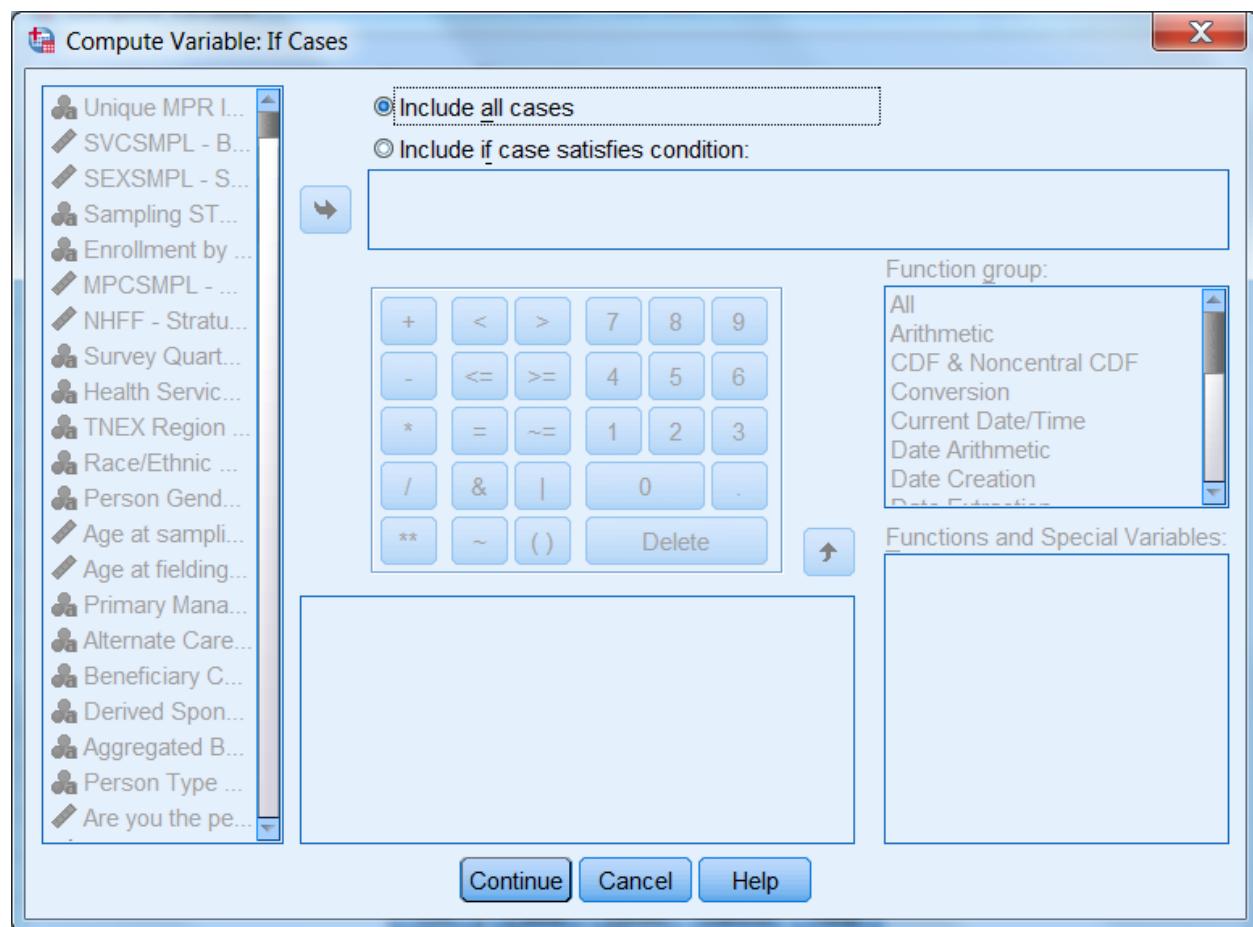 Compute Variable: If Cases
Unique MPR I...
SVCSMPL - B...
SEXSMPL - S...
Sampling ST...
Enrollment by ...
MPCSMPL - ...
NHFF - Stratu...
Survey Quart...
Health Servic...
TNEX Region ...
Race/Ethnic ...
Person Gend...
Age at sampli...
Age at fielding...
Primary Mana...
Alternate Care...
Beneficiary C...
Derived Spon...
Aggregated B...
Person Type ...
Are you the pe...
Include all cases
Include if case satisfies condition:
+ < > 7 8 9
- <= >= 4 5 6
* = ~= 1 2 3
/ & | 0 .
** ~ ( ) Delete
Function group:
All
Arithmetic
CDF & Noncentral CDF
Conversion
Current Date/Time
Date Arithmetic
Date Creation
Date Extraction
Functions and Special Variables:
Continue Cancel Help